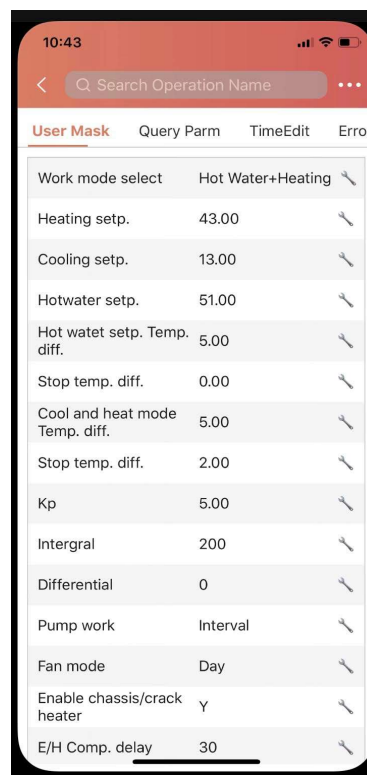 10:43
Search Operation Name
User Mask Query Parm TimeEdit Erro
Work mode select Hot Water+Heating
Heating setp. 43.00
Cooling setp. 13.00
Hotwater setp. 51.00
Hot watet setp. Temp.
diff. 5.00
Stop temp. diff. 0.00
Cool and heat mode
Temp. diff. 5.00
Stop temp. diff. 2.00
Kp 5.00
Intergral 200
Differential 0
Pump work Interval
Fan mode Day
Enable chassis/crack
heater Y
E/H Comp. delay 30